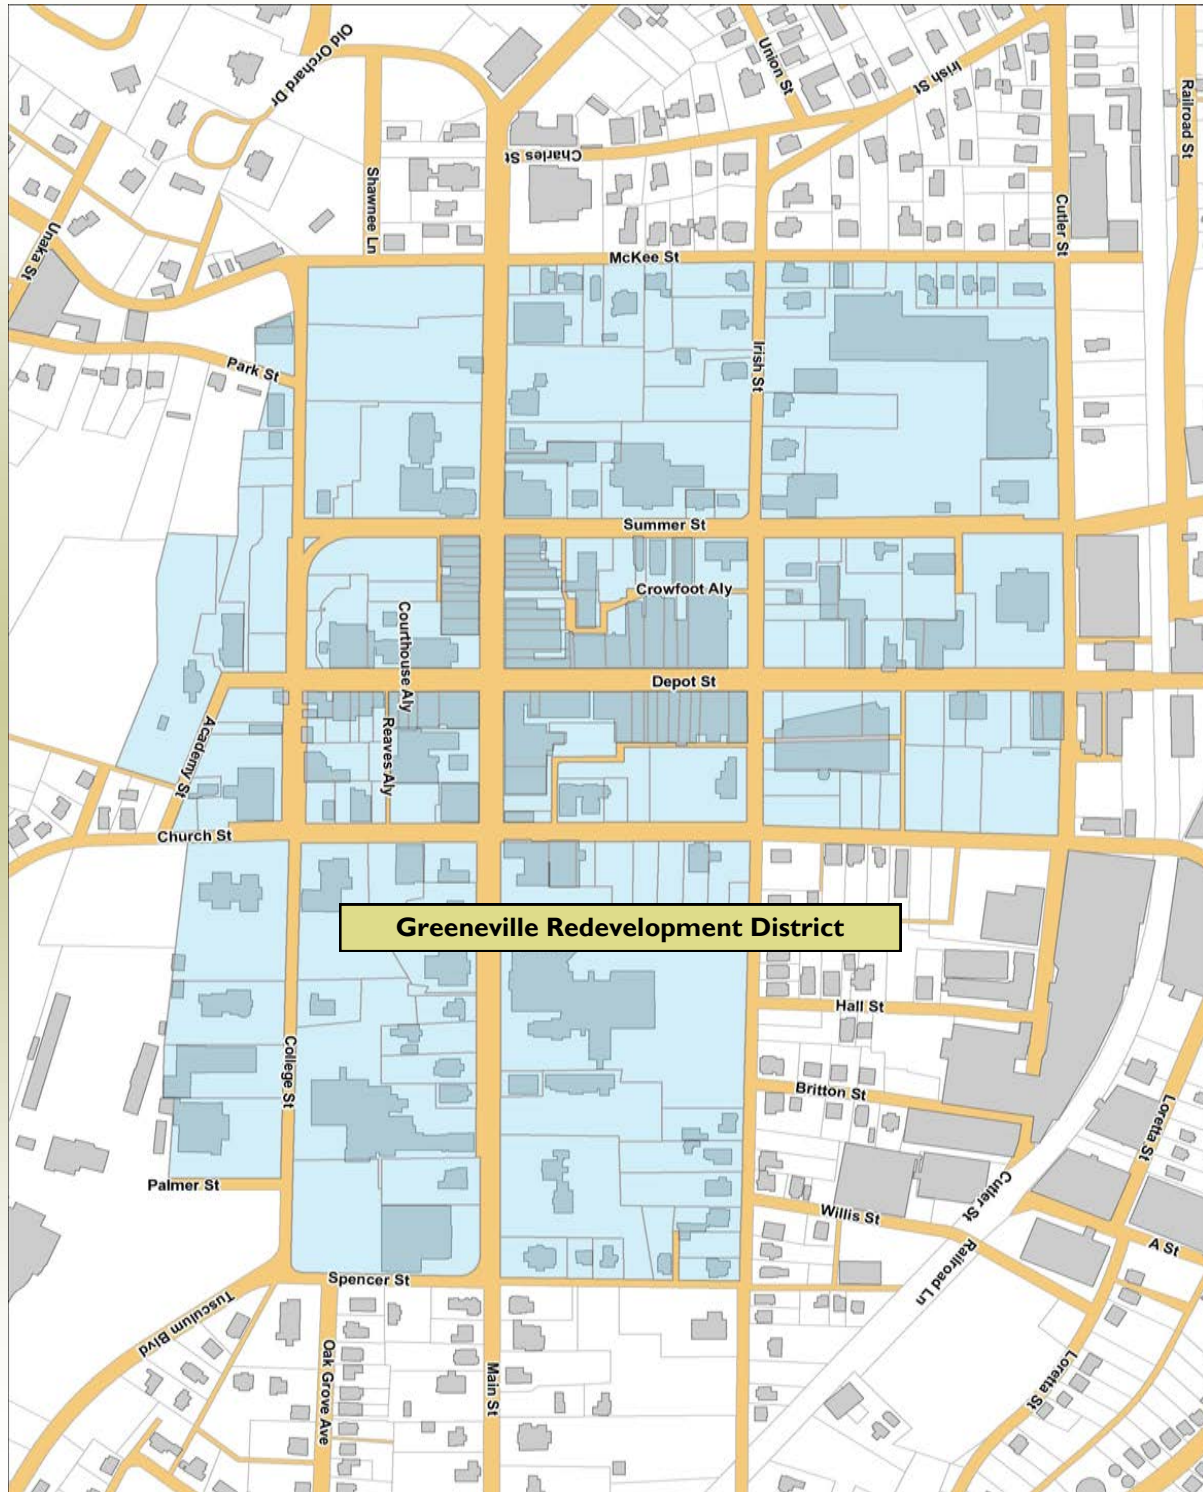 Old Orchard Dr
Union St
Irish St
Railroad St
Charles St
Shawnee Ln
Cutler St
Unaka St
McKee St
Park St
Irish St
Summer St
Crowfoot Aly
Courthouse Aly
Depot St
Reaves Aly
Academy St
Church St
Greeneville Redevelopment District
Hall St
College St
Britton St
Loretta St
Palmer St
Cutler St
Willis St
A St
Railroad Ln
Spencer St
Tusculum Blvd
Oak Grove Ave
Main St
Loretta St